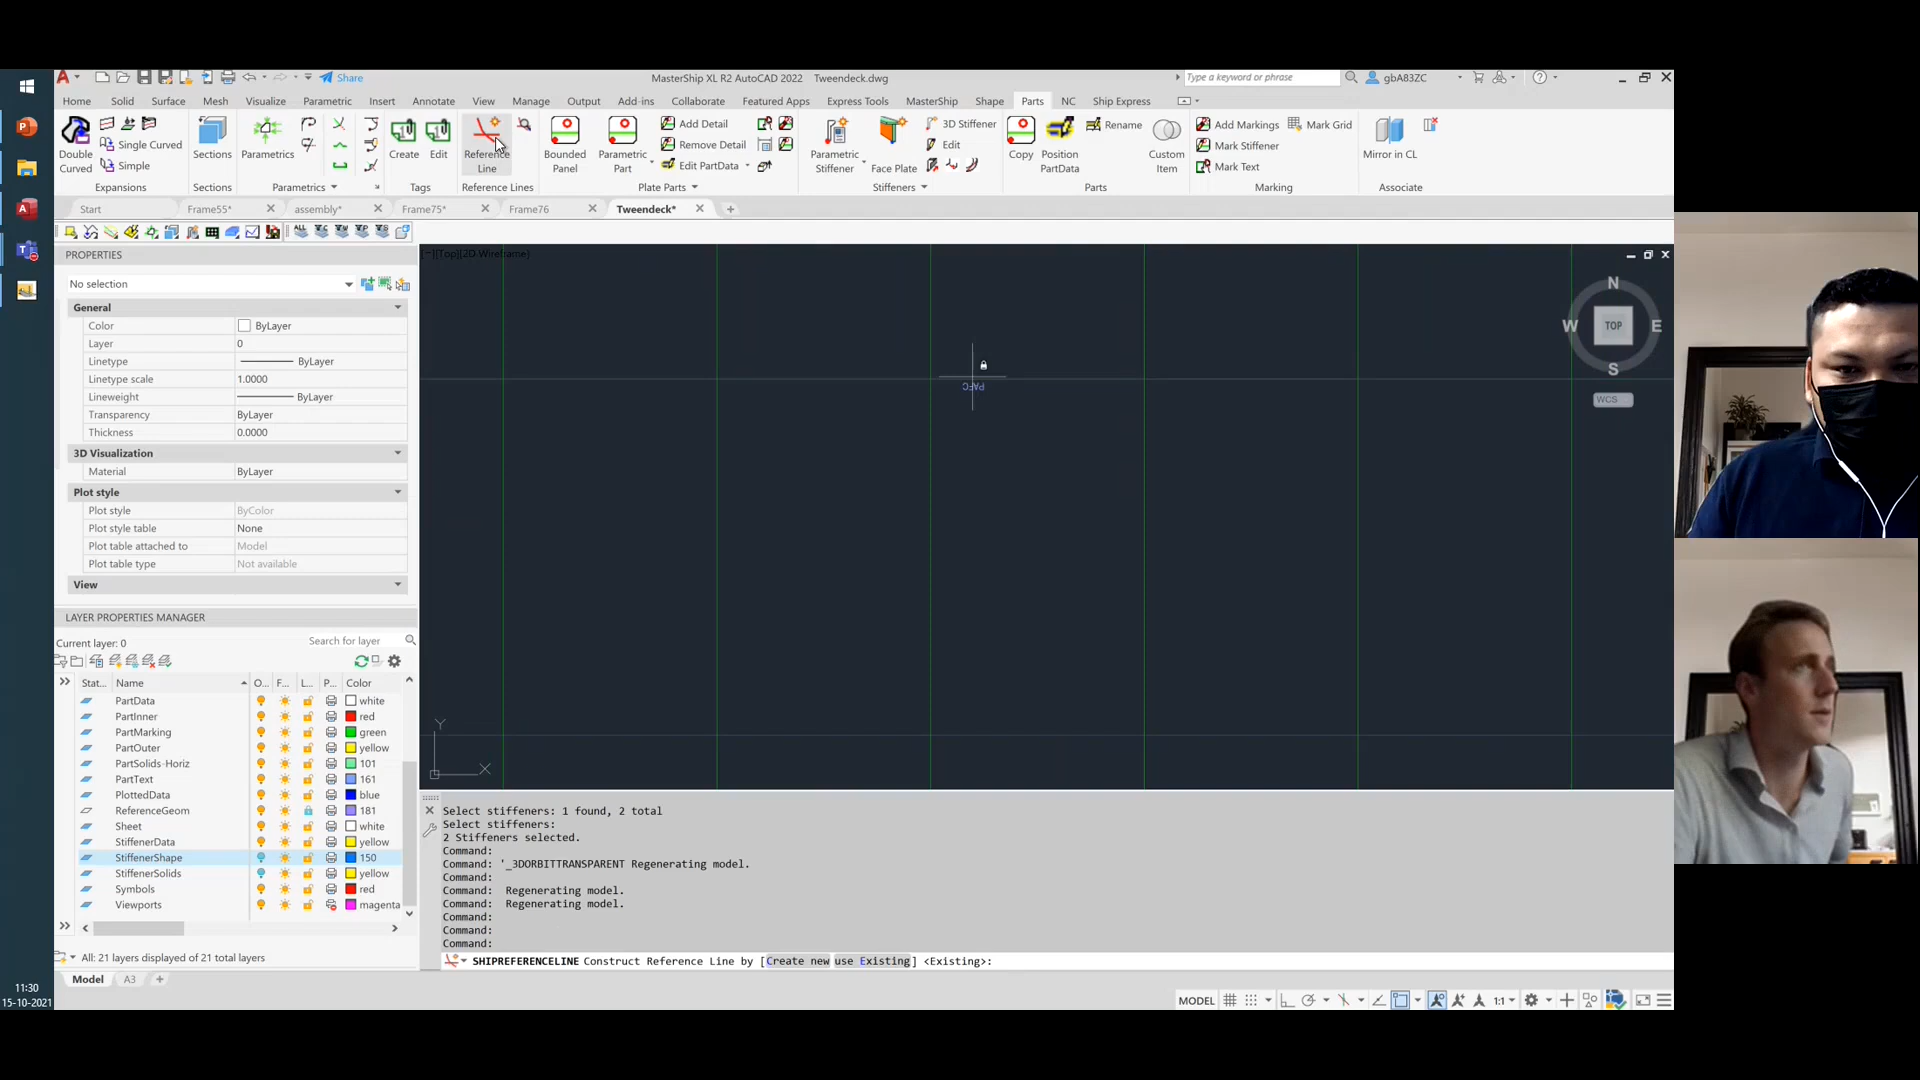 Share
MasterShip XL R2 AutoCAD 2022 Tweendeck.dwg
Type a keyword or phrase
gbA83ZC
Home Solid Surface Mesh Visualize Parametric Insert Annotate View Manage Output Add-ins Collaborate Featured Apps Express Tools MasterShip Shape Parts NC Ship Express
Double Curved
Single Curved
Simple
Sections
Parametrics
Create
Edit
Reference Line
Bounded Panel
Parametric Part
Add Detail
Remove Detail
Edit PartData
Parametric Stiffener
Face Plate
3D Stiffener
Edit
Copy
Position PartData
Rename
Custom Item
Add Markings
Mark Stiffener
Mark Text
Mark Grid
Mirror in CL
Expansions Sections Parametrics Tags Reference Lines Plate Parts Stiffeners Parts Marking Associate
Start Frame55* assembly* Frame75* Frame76 Tweendeck*
ALL
PROPERTIES
No selection
General
Color ByLayer
Layer 0
Linetype ByLayer
Linetype scale 1.0000
Lineweight ByLayer
Transparency ByLayer
Thickness 0.0000
3D Visualization
Material ByLayer
Plot style
Plot style ByColor
Plot style table None
Plot table attached to Model
Plot table type Not available
View
[−][Top][2D Wireframe]
PAFC
N
W TOP E
S
WCS
Y
X
LAYER PROPERTIES MANAGER
Current layer: 0
Search for layer
Stat... Name O... F... L... P... Color
PartData white
PartInner red
PartMarking green
PartOuter yellow
PartSolids-Horiz 101
PartText 161
PlottedData blue
ReferenceGeom 181
Sheet white
StiffenerData yellow
StiffenerShape 150
StiffenerSolids yellow
Symbols red
Viewports magenta
All: 21 layers displayed of 21 total layers
Select stiffeners: 1 found, 2 total
Select stiffeners:
2 Stiffeners selected.
Command:
Command: '_3DORBITTRANSPARENT Regenerating model.
Command:
Command: Regenerating model.
Command: Regenerating model.
Command:
Command:
Command:
SHIPREFERENCELINE Construct Reference Line by [Create new use Existing] <Existing>:
Model A3
MODEL
1:1
11:30
15-10-2021